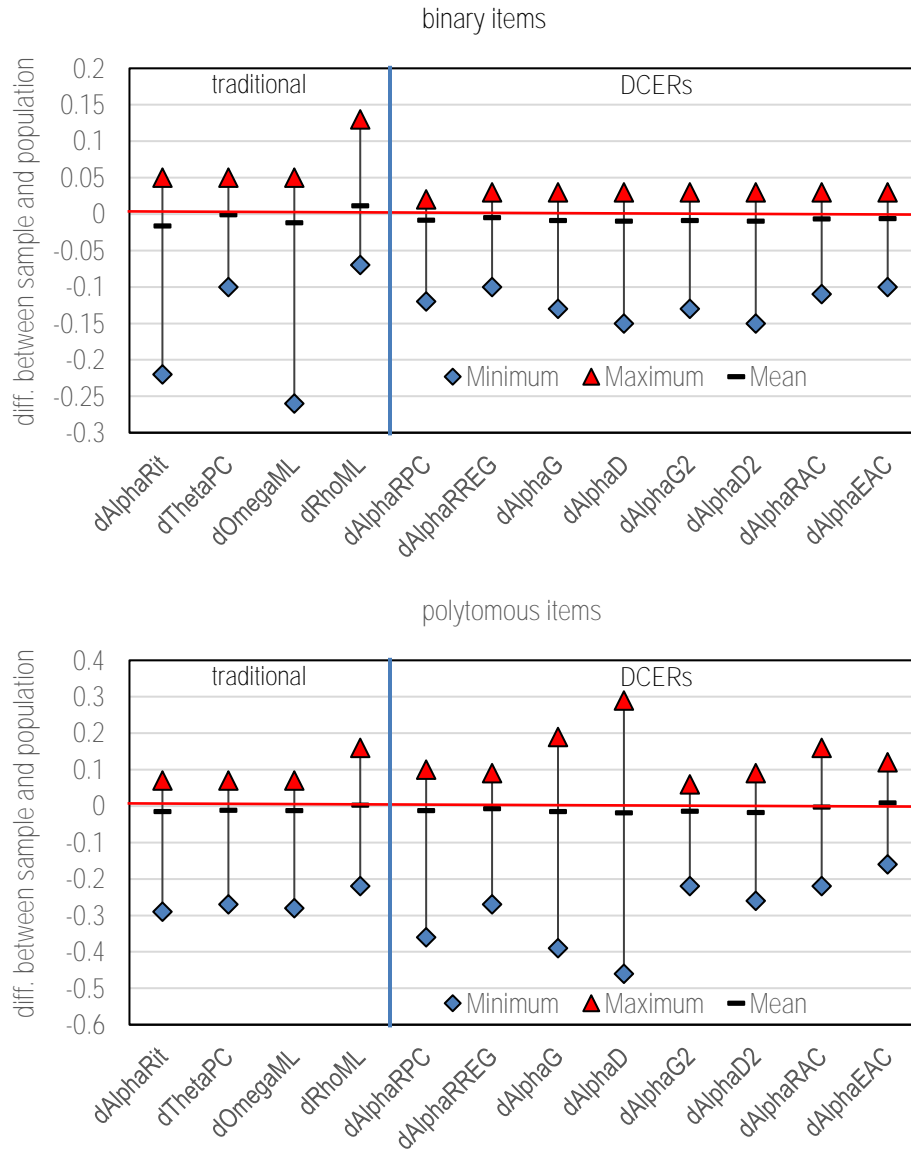 binary items
traditional DCERs
diff. between sample and population
0.2
0.15
0.1
0.05
0
-0.05
-0.1
-0.15
-0.2
-0.25
-0.3
Minimum Maximum Mean
dAlphaRit dThetaPC dOmegaML dRhoML dAlphaRPC dAlphaRREG dAlphaG dAlphaD dAlphaG2 dAlphaD2 dAlphaRAC dAlphaEAC
polytomous items
traditional DCERs
diff. between sample and population
0.4
0.3
0.2
0.1
0
-0.1
-0.2
-0.3
-0.4
-0.5
-0.6
Minimum Maximum Mean
dAlphaRit dThetaPC dOmegaML dRhoML dAlphaRPC dAlphaRREG dAlphaG dAlphaD dAlphaG2 dAlphaD2 dAlphaRAC dAlphaEAC